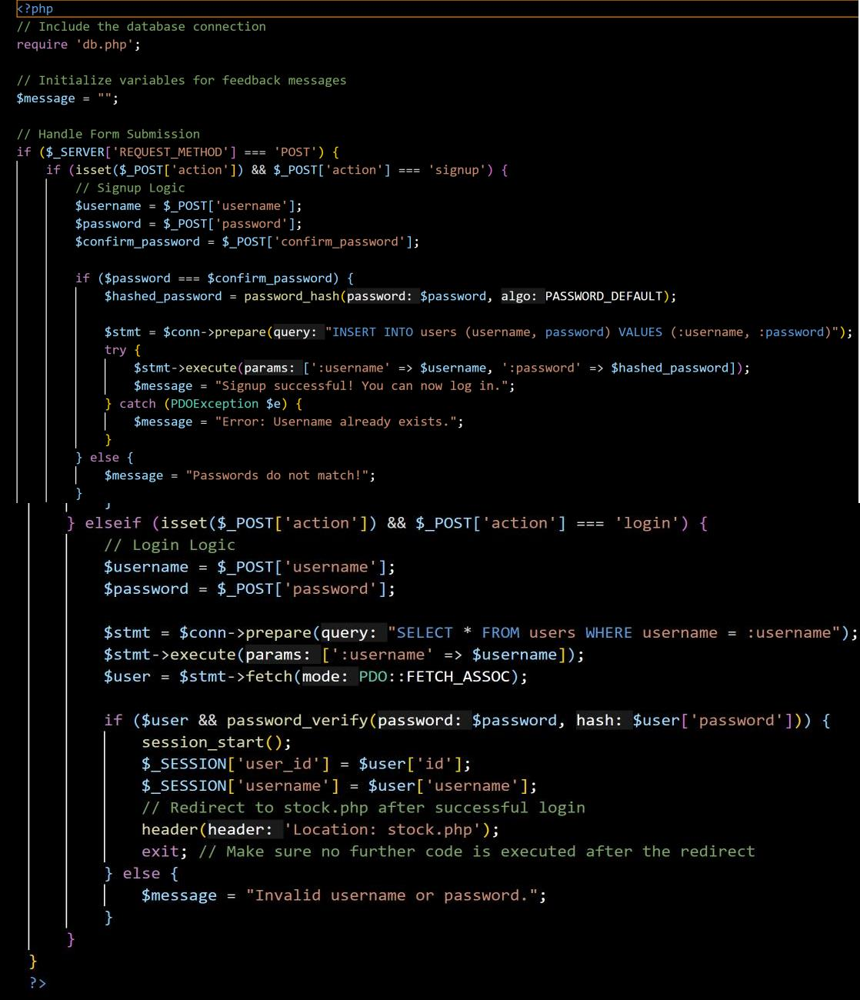 <?php
// Include the database connection
require 'db.php';

// Initialize variables for feedback messages
$message = "";

// Handle Form Submission
if ($_SERVER['REQUEST_METHOD'] === 'POST') {
    if (isset($_POST['action']) && $_POST['action'] === 'signup') {
        // Signup Logic
        $username = $_POST['username'];
        $password = $_POST['password'];
        $confirm_password = $_POST['confirm_password'];

        if ($password === $confirm_password) {
            $hashed_password = password_hash(password: $password, algo: PASSWORD_DEFAULT);

            $stmt = $conn->prepare(query: "INSERT INTO users (username, password) VALUES (:username, :password)");
            try {
                $stmt->execute(params: [':username' => $username, ':password' => $hashed_password]);
                $message = "Signup successful! You can now log in.";
            } catch (PDOException $e) {
                $message = "Error: Username already exists.";
            }
        } else {
            $message = "Passwords do not match!";
        }
        }
    } elseif (isset($_POST['action']) && $_POST['action'] === 'login') {
        // Login Logic
        $username = $_POST['username'];
        $password = $_POST['password'];

        $stmt = $conn->prepare(query: "SELECT * FROM users WHERE username = :username");
        $stmt->execute(params: [':username' => $username]);
        $user = $stmt->fetch(mode: PDO::FETCH_ASSOC);

        if ($user && password_verify(password: $password, hash: $user['password'])) {
            session_start();
            $_SESSION['user_id'] = $user['id'];
            $_SESSION['username'] = $user['username'];
            // Redirect to stock.php after successful login
            header(header: 'Location: stock.php');
            exit; // Make sure no further code is executed after the redirect
        } else {
            $message = "Invalid username or password.";
        }
    }
}
?>